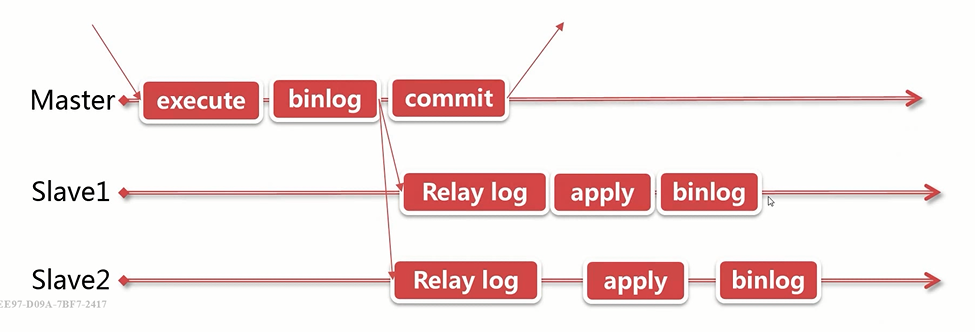 Master execute binlog commit
Slave1 Relay log apply binlog
Slave2 Relay log apply binlog
EE97-D09A-7BF7-2417